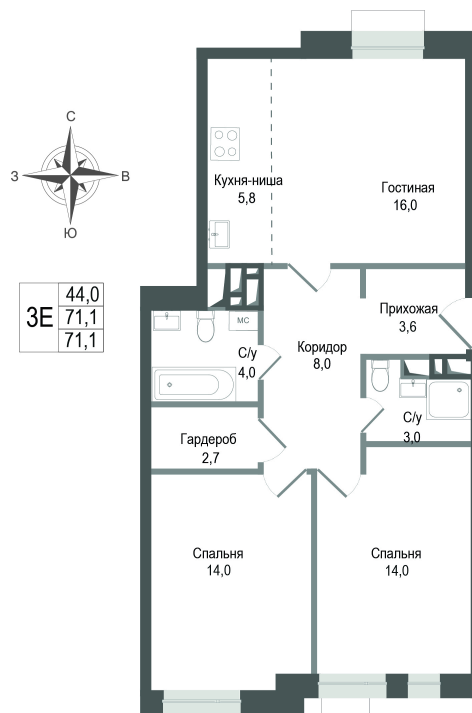 С
З
В
Ю
3Е
44,0
71,1
71,1
Кухня-ниша
5,8
Гостиная
16,0
Прихожая
3,6
Коридор
8,0
МС
С/у
4,0
С/у
3,0
Гардероб
2,7
Спальня
14,0
Спальня
14,0